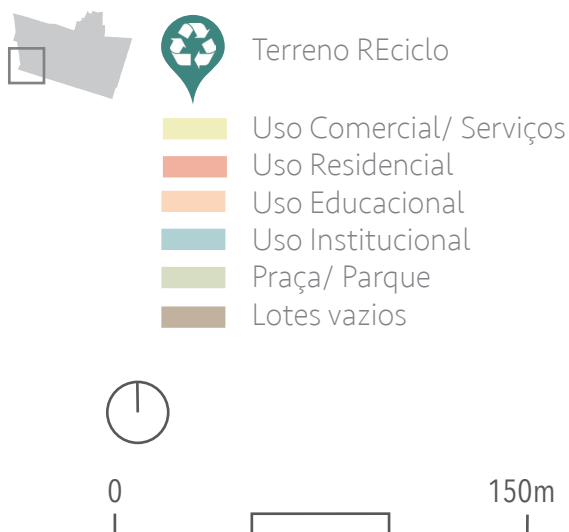 Terreno REciclo
Uso Comercial/ Serviços
Uso Residencial
Uso Educacional
Uso Institucional
Praça/ Parque
Lotes vazios
0 150m